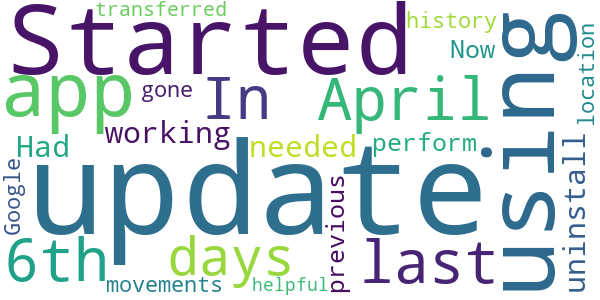 transferred
Started
history
Now
using
location
app
gone
In
April
Had
working
needed
perform
Google
update
previous
uninstall
6th
days
last
movements
helpful